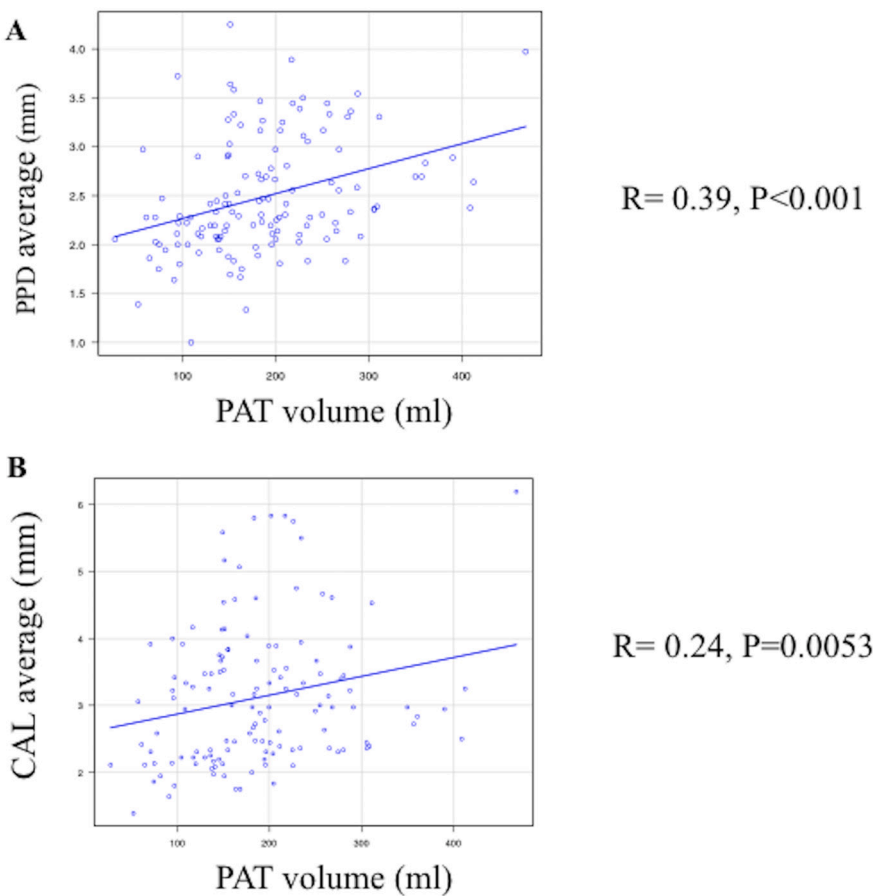 A
PPD average (mm)
4.0
3.5
3.0
2.5
2.0
1.5
1.0
100 200 300 400
PAT volume (ml)
R= 0.39, P<0.001
B
CAL average (mm)
6
5
4
3
2
100 200 300 400
PAT volume (ml)
R= 0.24, P=0.0053